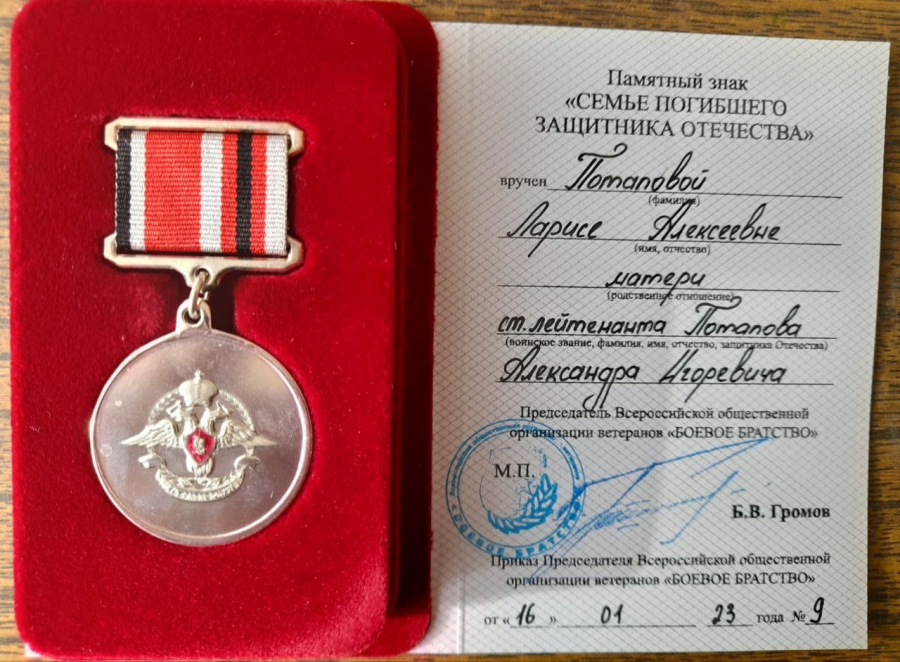 Памятный знак
«СЕМЬЕ ПОГИБШЕГО
ЗАЩИТНИКА ОТЕЧЕСТВА»
вручен Потаповой
(фамилия)
Ларисе Алексеевне
(имя, отчество)
матери
(родственное отношение)
ст. лейтенанта Потапова
(воинское звание, фамилия, имя, отчество, защитника Отечества)
Александра Игоревича
Председатель Всероссийской общественной
организации ветеранов «БОЕВОЕ БРАТСТВО»
М.П.
«БОЕВОЕ БРАТСТВО»
Б.В. Громов
Приказ Председателя Всероссийской общественной
организации ветеранов «БОЕВОЕ БРАТСТВО»
от «16» 01 23 года № 9